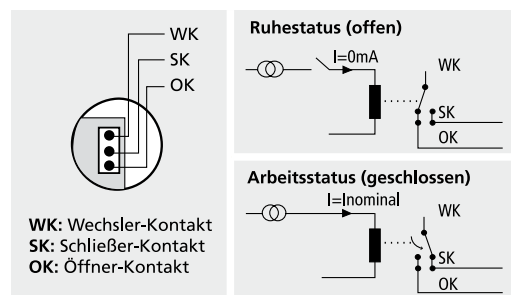 WK
SK
OK
WK: Wechsler-Kontakt
SK: Schließer-Kontakt
OK: Öffner-Kontakt
Ruhestatus (offen)
I=0mA
WK
SK
OK
Arbeitsstatus (geschlossen)
I=Inominal
WK
SK
OK